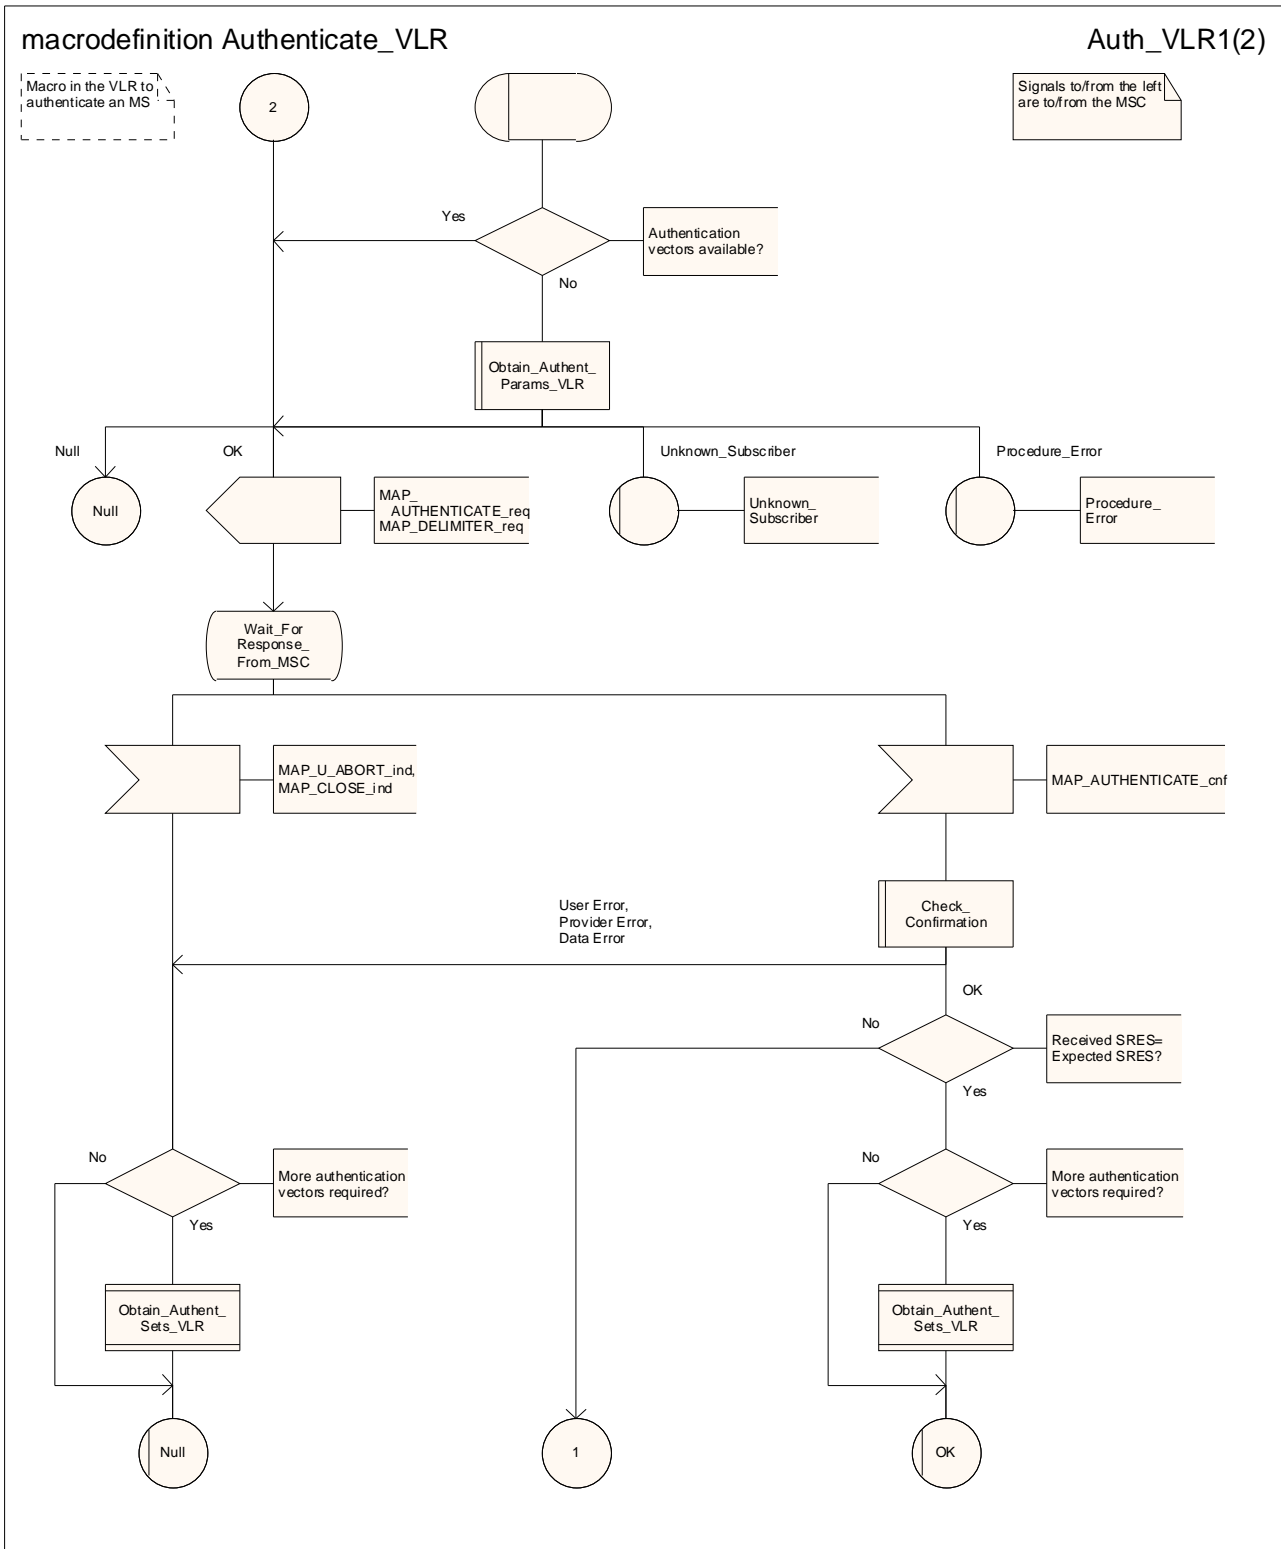 macrodefinition Authenticate_VLR
Auth_VLR1(2)
Macro in the VLR to
authenticate an MS
2
Signals to/from the left
are to/from the MSC
Yes
Authentication
vectors available?
No
Obtain_Authent_
Params_VLR
Null
OK
Unknown_Subscriber
Procedure_Error
Null
MAP_
AUTHENTICATE_req
MAP_DELIMITER_req
Unknown_
Subscriber
Procedure_
Error
Wait_For
Response_
From_MSC
MAP_U_ABORT_ind,
MAP_CLOSE_ind
MAP_AUTHENTICATE_cnf
User Error,
Provider Error,
Data Error
Check_
Confirmation
OK
No
Received SRES=
Expected SRES?
Yes
No
More authentication
vectors required?
Yes
No
More authentication
vectors required?
Yes
Obtain_Authent_
Sets_VLR
Obtain_Authent_
Sets_VLR
Null
1
OK